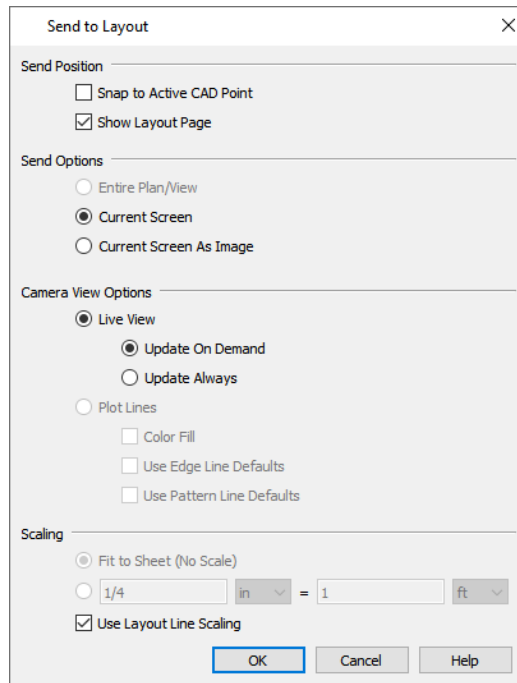 Send to Layout
Send Position
Snap to Active CAD Point
Show Layout Page
Send Options
Entire Plan/View
Current Screen
Current Screen As Image
Camera View Options
Live View
Update On Demand
Update Always
Plot Lines
Color Fill
Use Edge Line Defaults
Use Pattern Line Defaults
Scaling
Fit to Sheet (No Scale)
1/4 in = 1 ft
Use Layout Line Scaling
OK Cancel Help